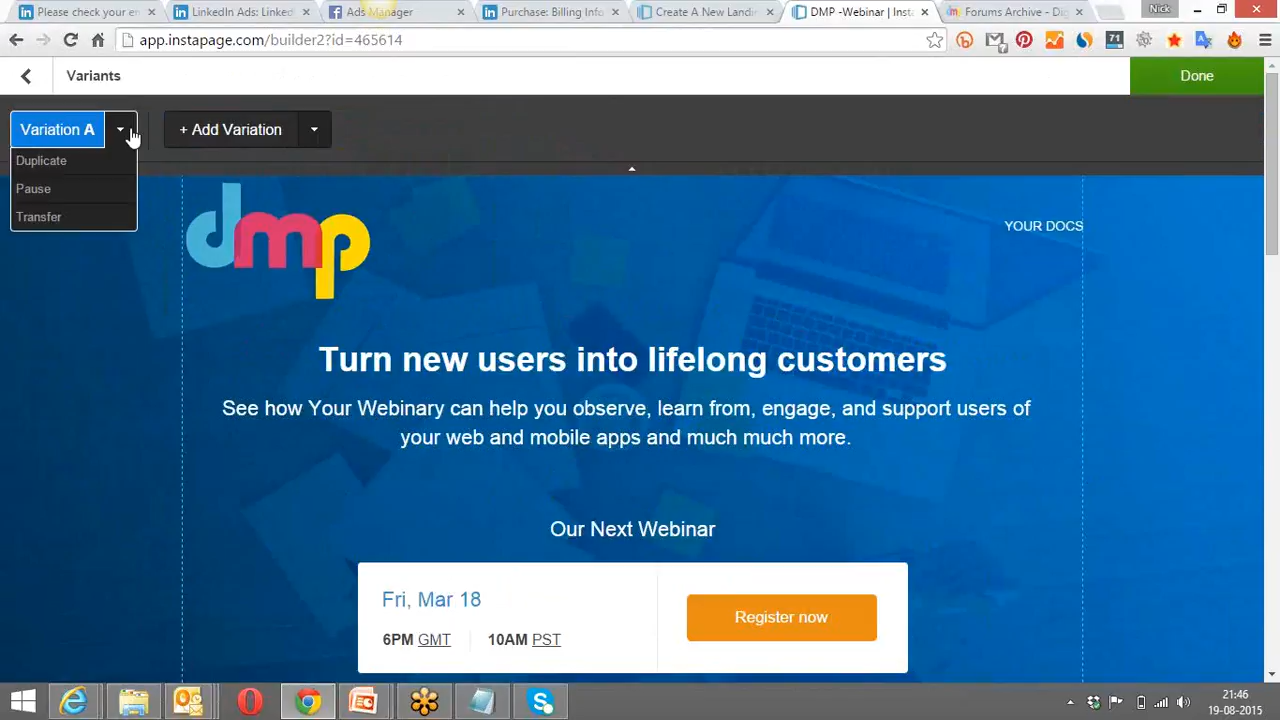 Please check your en
LinkedIn Ads: Linked
Ads Manager
Purchase: Billing Info
Create A New Landi
DMP -Webinar | Insta
Forums Archive - Dig
Nick
app.instapage.com/builder2?id=465614
71
Variants
Done
Variation A
+ Add Variation
Duplicate
Pause
Transfer
dmp
YOUR DOCS
Turn new users into lifelong customers
See how Your Webinary can help you observe, learn from, engage, and support users of
your web and mobile apps and much much more.
Our Next Webinar
Fri, Mar 18
6PM GMT
10AM PST
Register now
21:46
19-08-2015